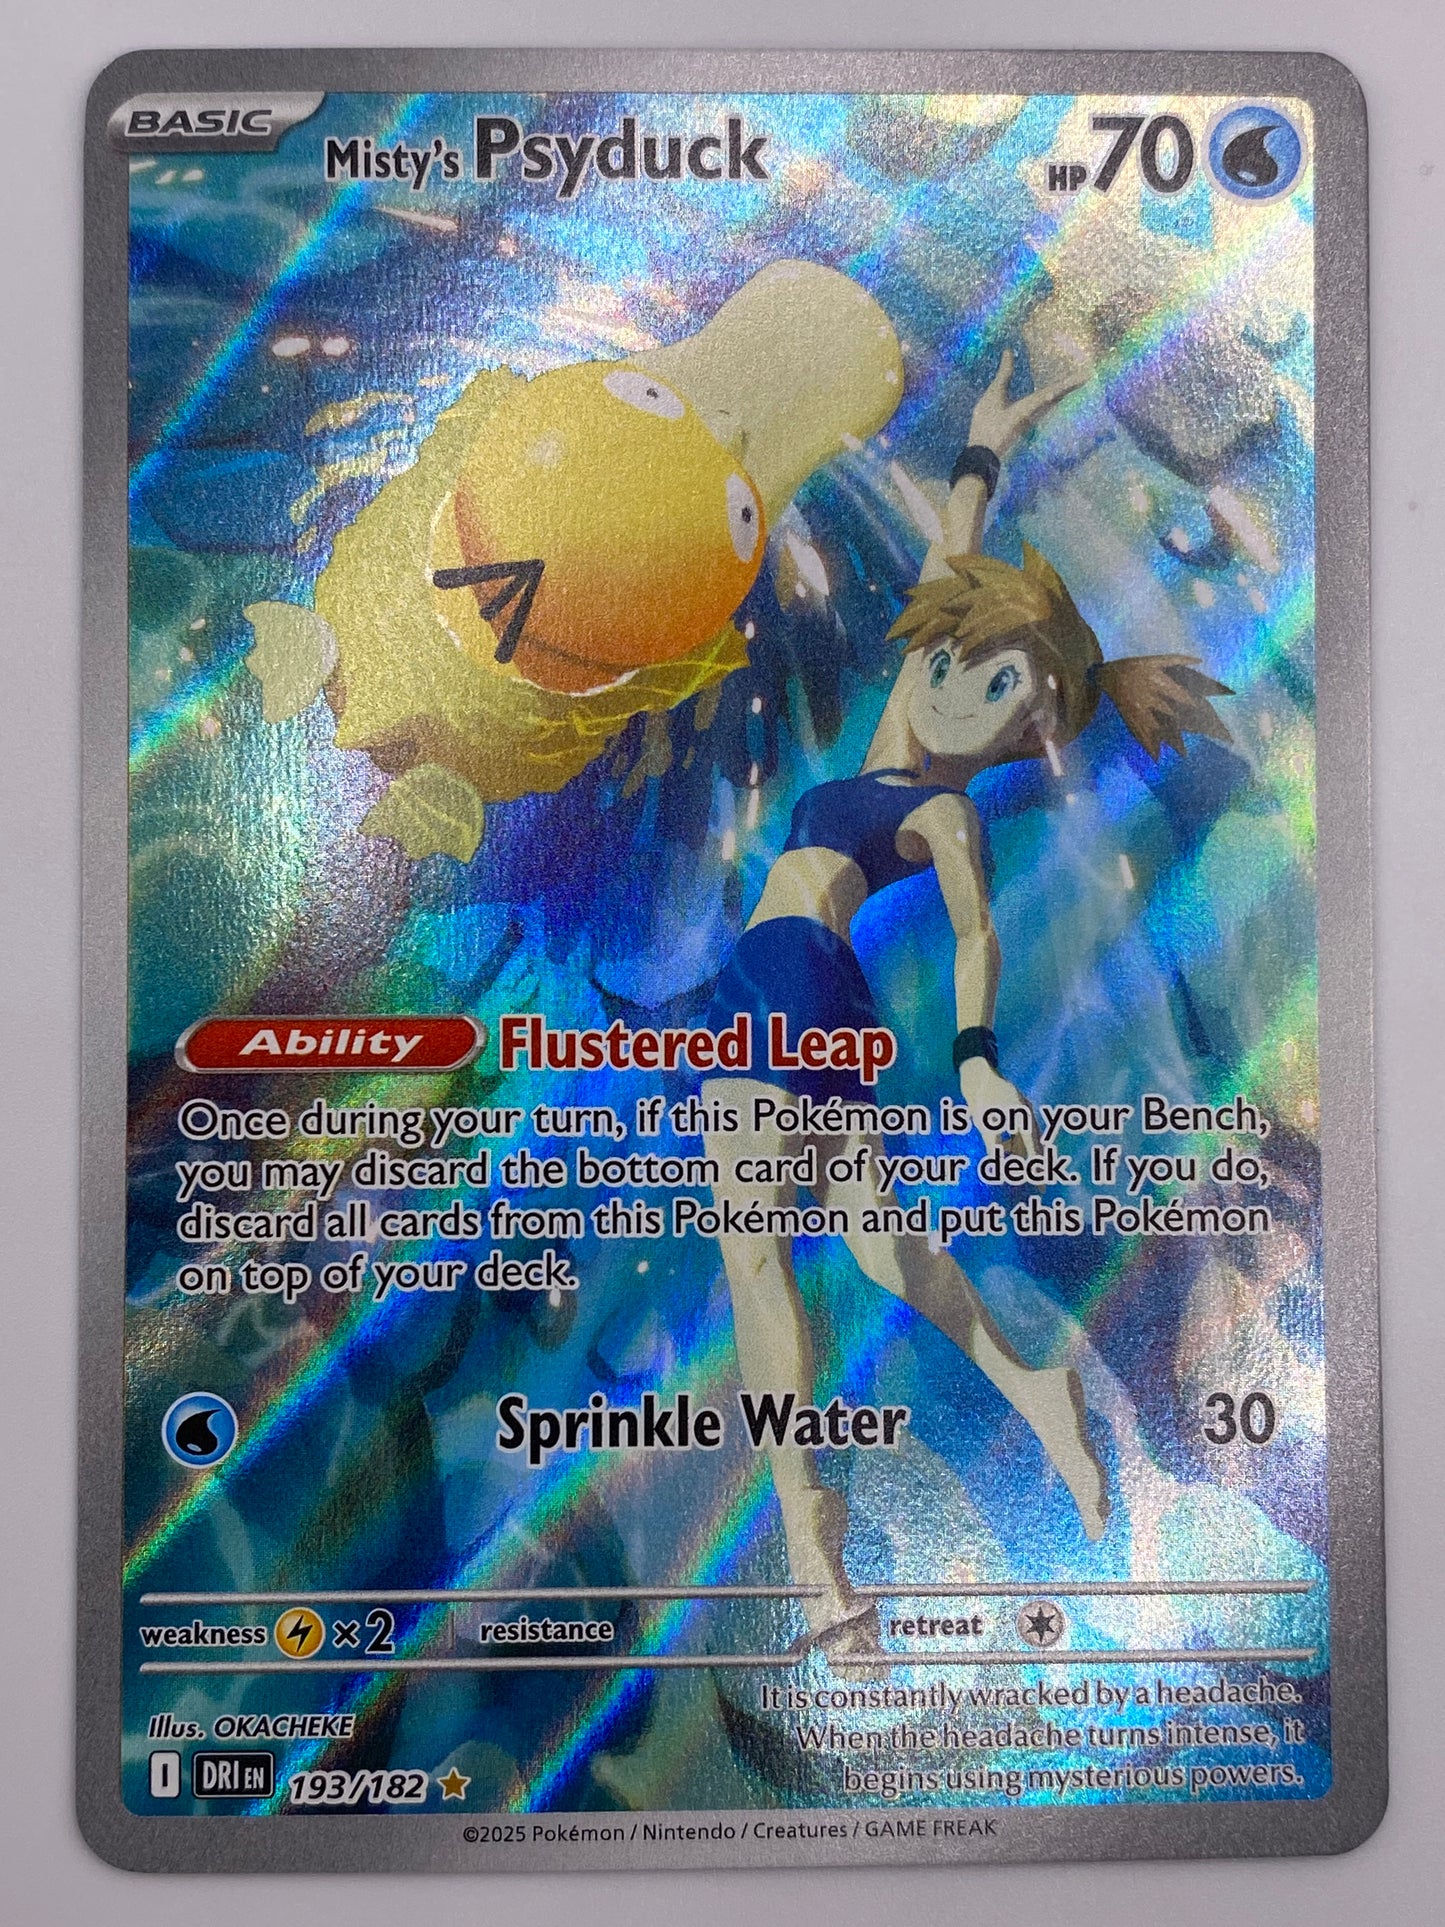 BASIC
Misty's Psyduck
HP 70
Ability Flustered Leap
Once during your turn, if this Pokémon is on your Bench,
you may discard the bottom card of your deck. If you do,
discard all cards from this Pokémon and put this Pokémon
on top of your deck.
Sprinkle Water 30
weakness ×2 resistance retreat
It is constantly wracked by a headache.
When the headache turns intense, it
begins using mysterious powers.
Illus. OKACHEKE
I DRI EN 193/182
©2025 Pokémon / Nintendo / Creatures / GAME FREAK